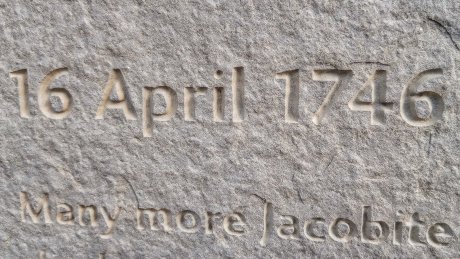 16 April 1746
Many more Jacobite